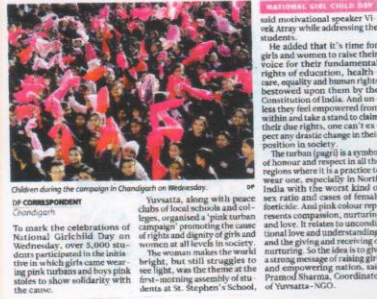 Children during the campaign in Chandigarh on Wednesday. DP
DP CORRESPONDENT
Chandigarh
To mark the celebrations of
National Girlchild Day on
Wednesday, over 5,000 stu-
dents participated in the initia-
tive in which girls came wear-
ing pink turbans and boys pink
stoles to show solidarity with
the cause.
Yuvsatta, along with peace
clubs of local schools and col-
leges, organised a 'pink turban
campaign' promoting the cause
of rights and dignity of girls and
women at all levels in society.
The woman makes the world
bright, but still struggles to
see light, was the theme at the
first-morning assembly of stu-
dents at St. Stephen's School,
NATIONAL GIRL CHILD DAY
said motivational speaker Vi-
vek Atray while addressing the
students.
He added that it's time for
girls and women to raise their
voice for their fundamental
rights of education, health-
care, equality and human rights
bestowed upon them by the
Constitution of India. And un-
less they feel empowered from
within and take a stand to claim
their due rights, one can't ex-
pect any drastic change in their
position in society.
The turban (pagri) is a symbol
of honour and respect in all the
regions where it is a practice to
wear one, especially in North
India with the worst kind of
sex ratio and cases of female
foeticide. And pink colour rep-
resents compassion, nurturing
and love. It relates to uncondi-
tional love and understanding
and the giving and receiving of
nurturing. So the idea is to give
a strong message of raising girl
and empowering nation, said
Pramod Sharma, Coordinator
of Yuvsatta-NGO.